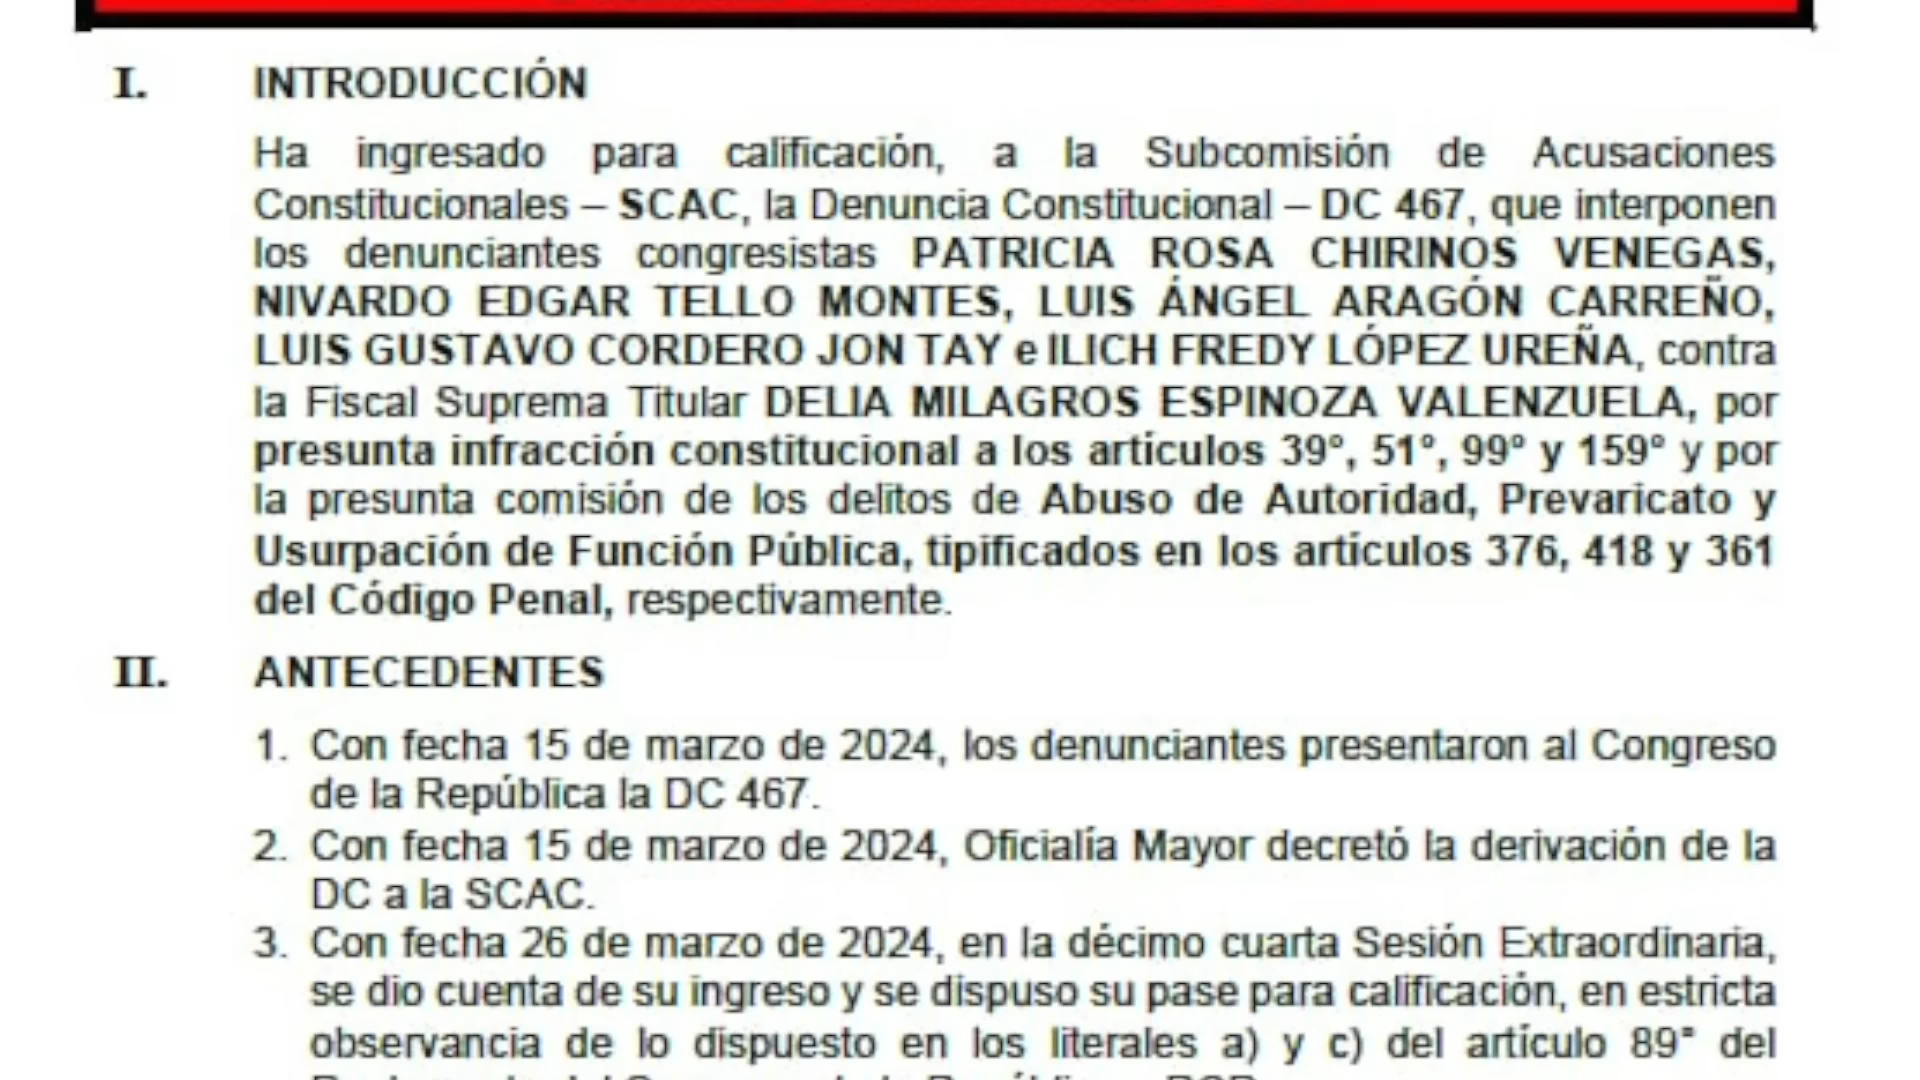 I. INTRODUCCIÓN
Ha ingresado para calificación, a la Subcomisión de Acusaciones
Constitucionales – SCAC, la Denuncia Constitucional – DC 467, que interponen
los denunciantes congresistas PATRICIA ROSA CHIRINOS VENEGAS,
NIVARDO EDGAR TELLO MONTES, LUIS ÁNGEL ARAGÓN CARREÑO,
LUIS GUSTAVO CORDERO JON TAY e ILICH FREDY LÓPEZ UREÑA, contra
la Fiscal Suprema Titular DELIA MILAGROS ESPINOZA VALENZUELA, por
presunta infracción constitucional a los artículos 39°, 51°, 99° y 159° y por
la presunta comisión de los delitos de Abuso de Autoridad, Prevaricato y
Usurpación de Función Pública, tipificados en los artículos 376, 418 y 361
del Código Penal, respectivamente.
II. ANTECEDENTES
1. Con fecha 15 de marzo de 2024, los denunciantes presentaron al Congreso
de la República la DC 467.
2. Con fecha 15 de marzo de 2024, Oficialía Mayor decretó la derivación de la
DC a la SCAC.
3. Con fecha 26 de marzo de 2024, en la décimo cuarta Sesión Extraordinaria,
se dio cuenta de su ingreso y se dispuso su pase para calificación, en estricta
observancia de lo dispuesto en los literales a) y c) del artículo 89° del